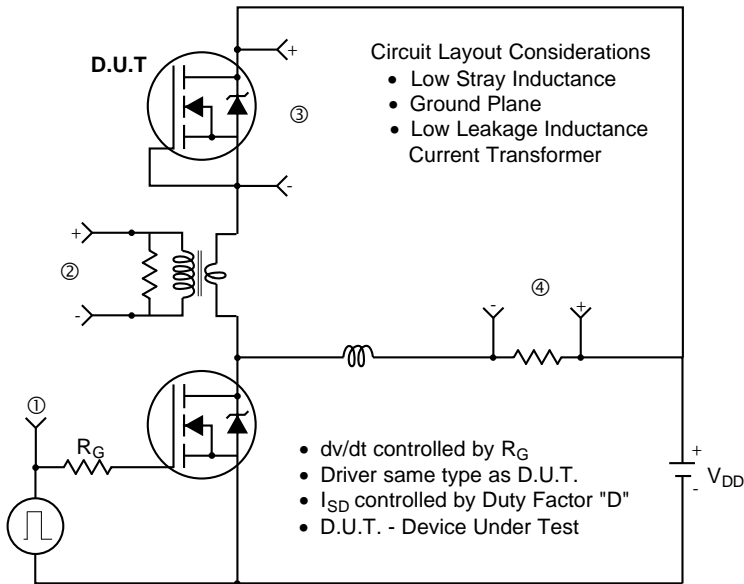 D.U.T
+
-
③
Circuit Layout Considerations
• Low Stray Inductance
• Ground Plane
• Low Leakage Inductance
Current Transformer
+
②
-
-
④
+
①
R_G
• dv/dt controlled by R_G
• Driver same type as D.U.T.
• I_SD controlled by Duty Factor "D"
• D.U.T. - Device Under Test
+
V_DD
-